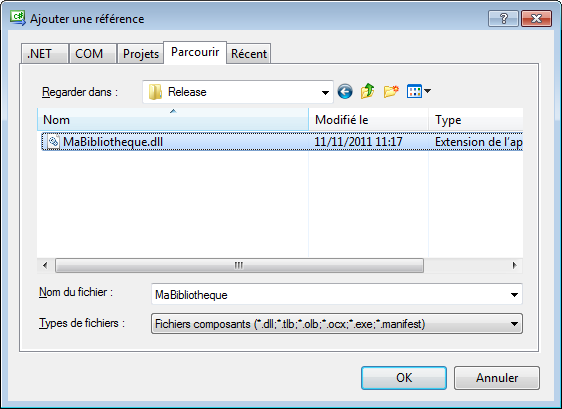 Ajouter une référence
.NET COM Projets Parcourir Récent
Regarder dans : Release
Nom Modifié le Type
MaBibliotheque.dll 11/11/2011 11:17 Extension de l'ap
Nom du fichier : MaBibliotheque
Types de fichiers : Fichiers composants (*.dll;*.tlb;*.olb;*.ocx;*.exe;*.manifest)
OK Annuler